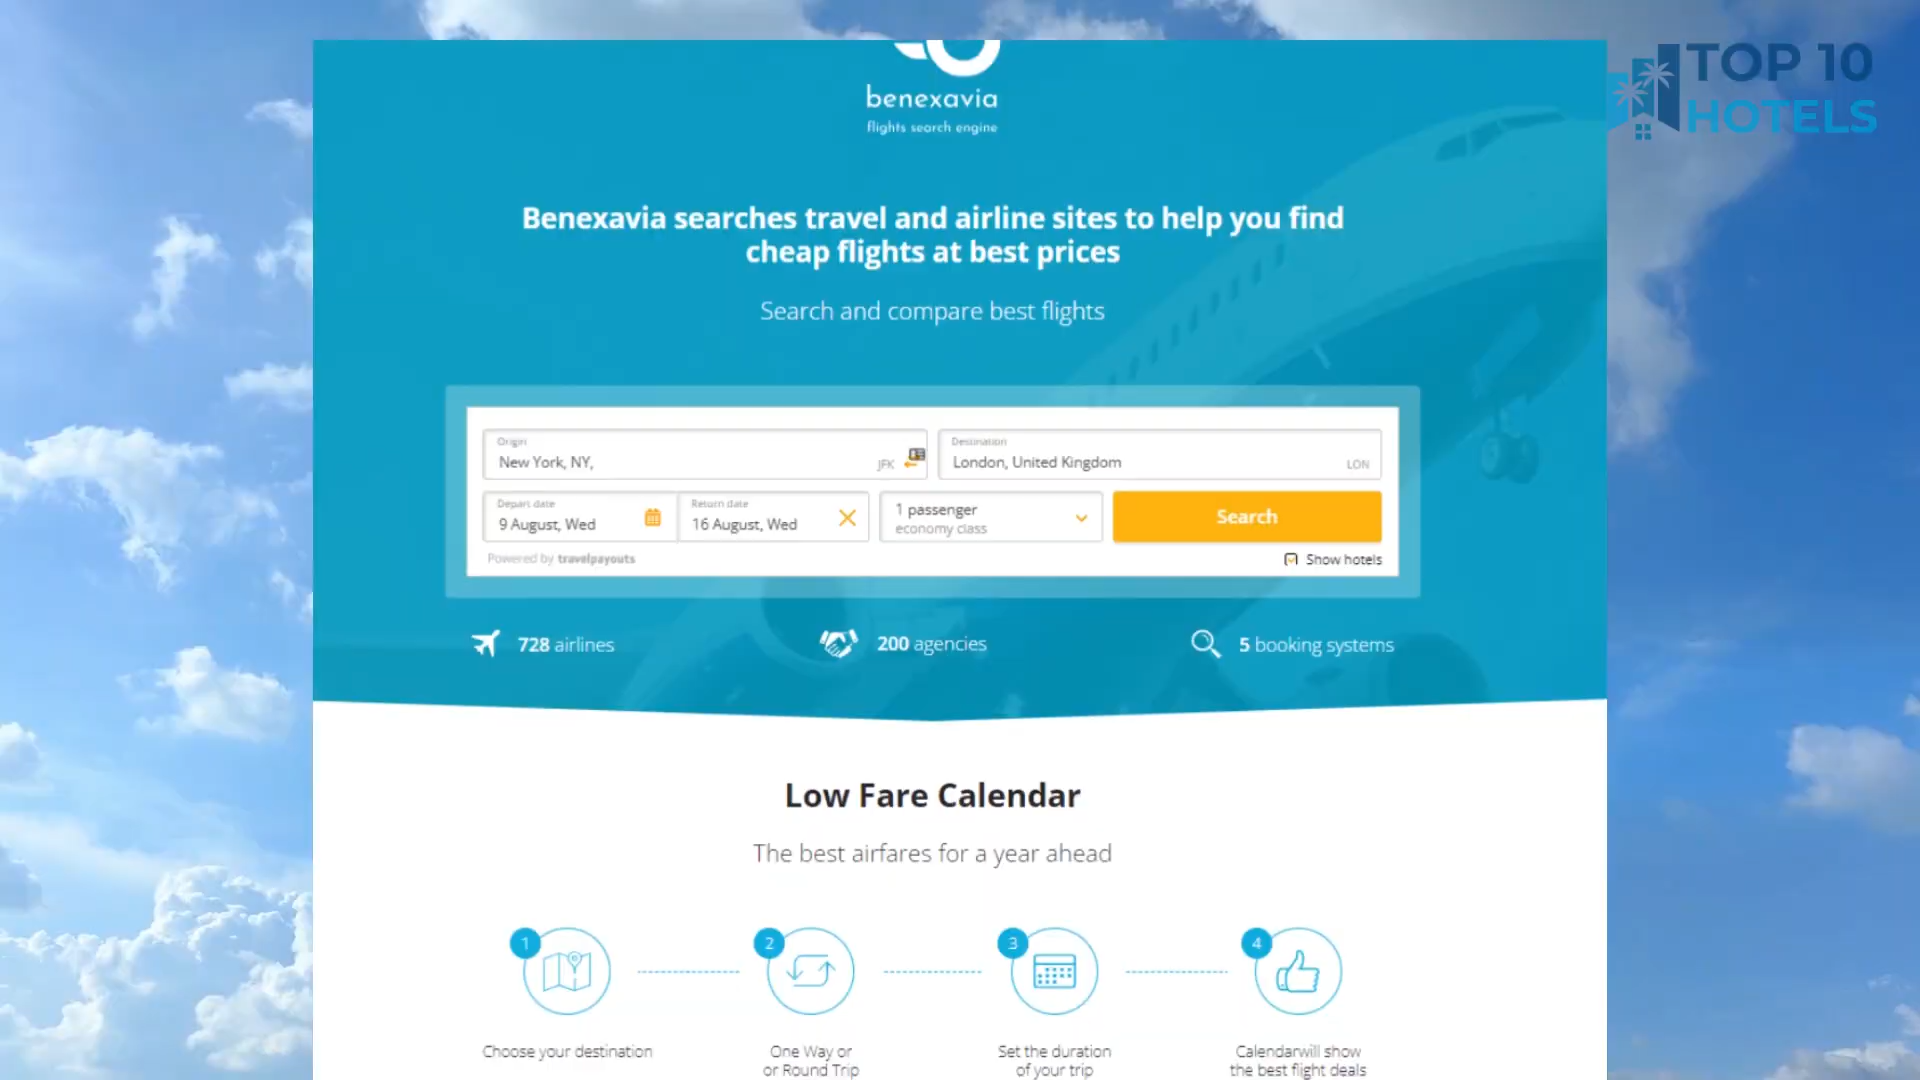 TOP 10
HOTELS
benexavia
flights search engine
Benexavia searches travel and airline sites to help you find
cheap flights at best prices
Search and compare best flights
Origin
New York, NY,
JFK
Destination
London, United Kingdom
LON
Depart date
9 August, Wed
Return date
16 August, Wed
1 passenger
economy class
Search
Powered by travelpayouts
Show hotels
728 airlines
200 agencies
5 booking systems
Low Fare Calendar
The best airfares for a year ahead
1
2
3
4
Choose your destination
One Way or
or Round Trip
Set the duration
of your trip
Calendarwill show
the best flight deals